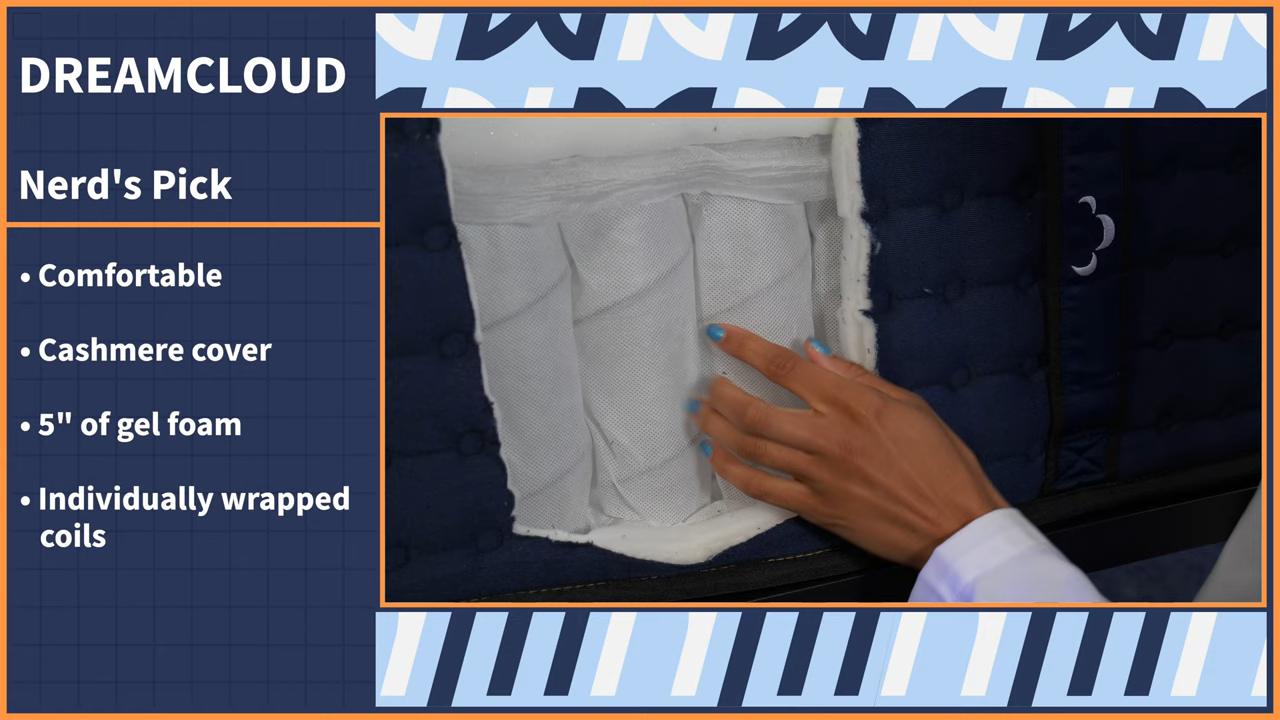 DREAMCLOUD
Nerd's Pick
• Comfortable
• Cashmere cover
• 5" of gel foam
• Individually wrapped
coils